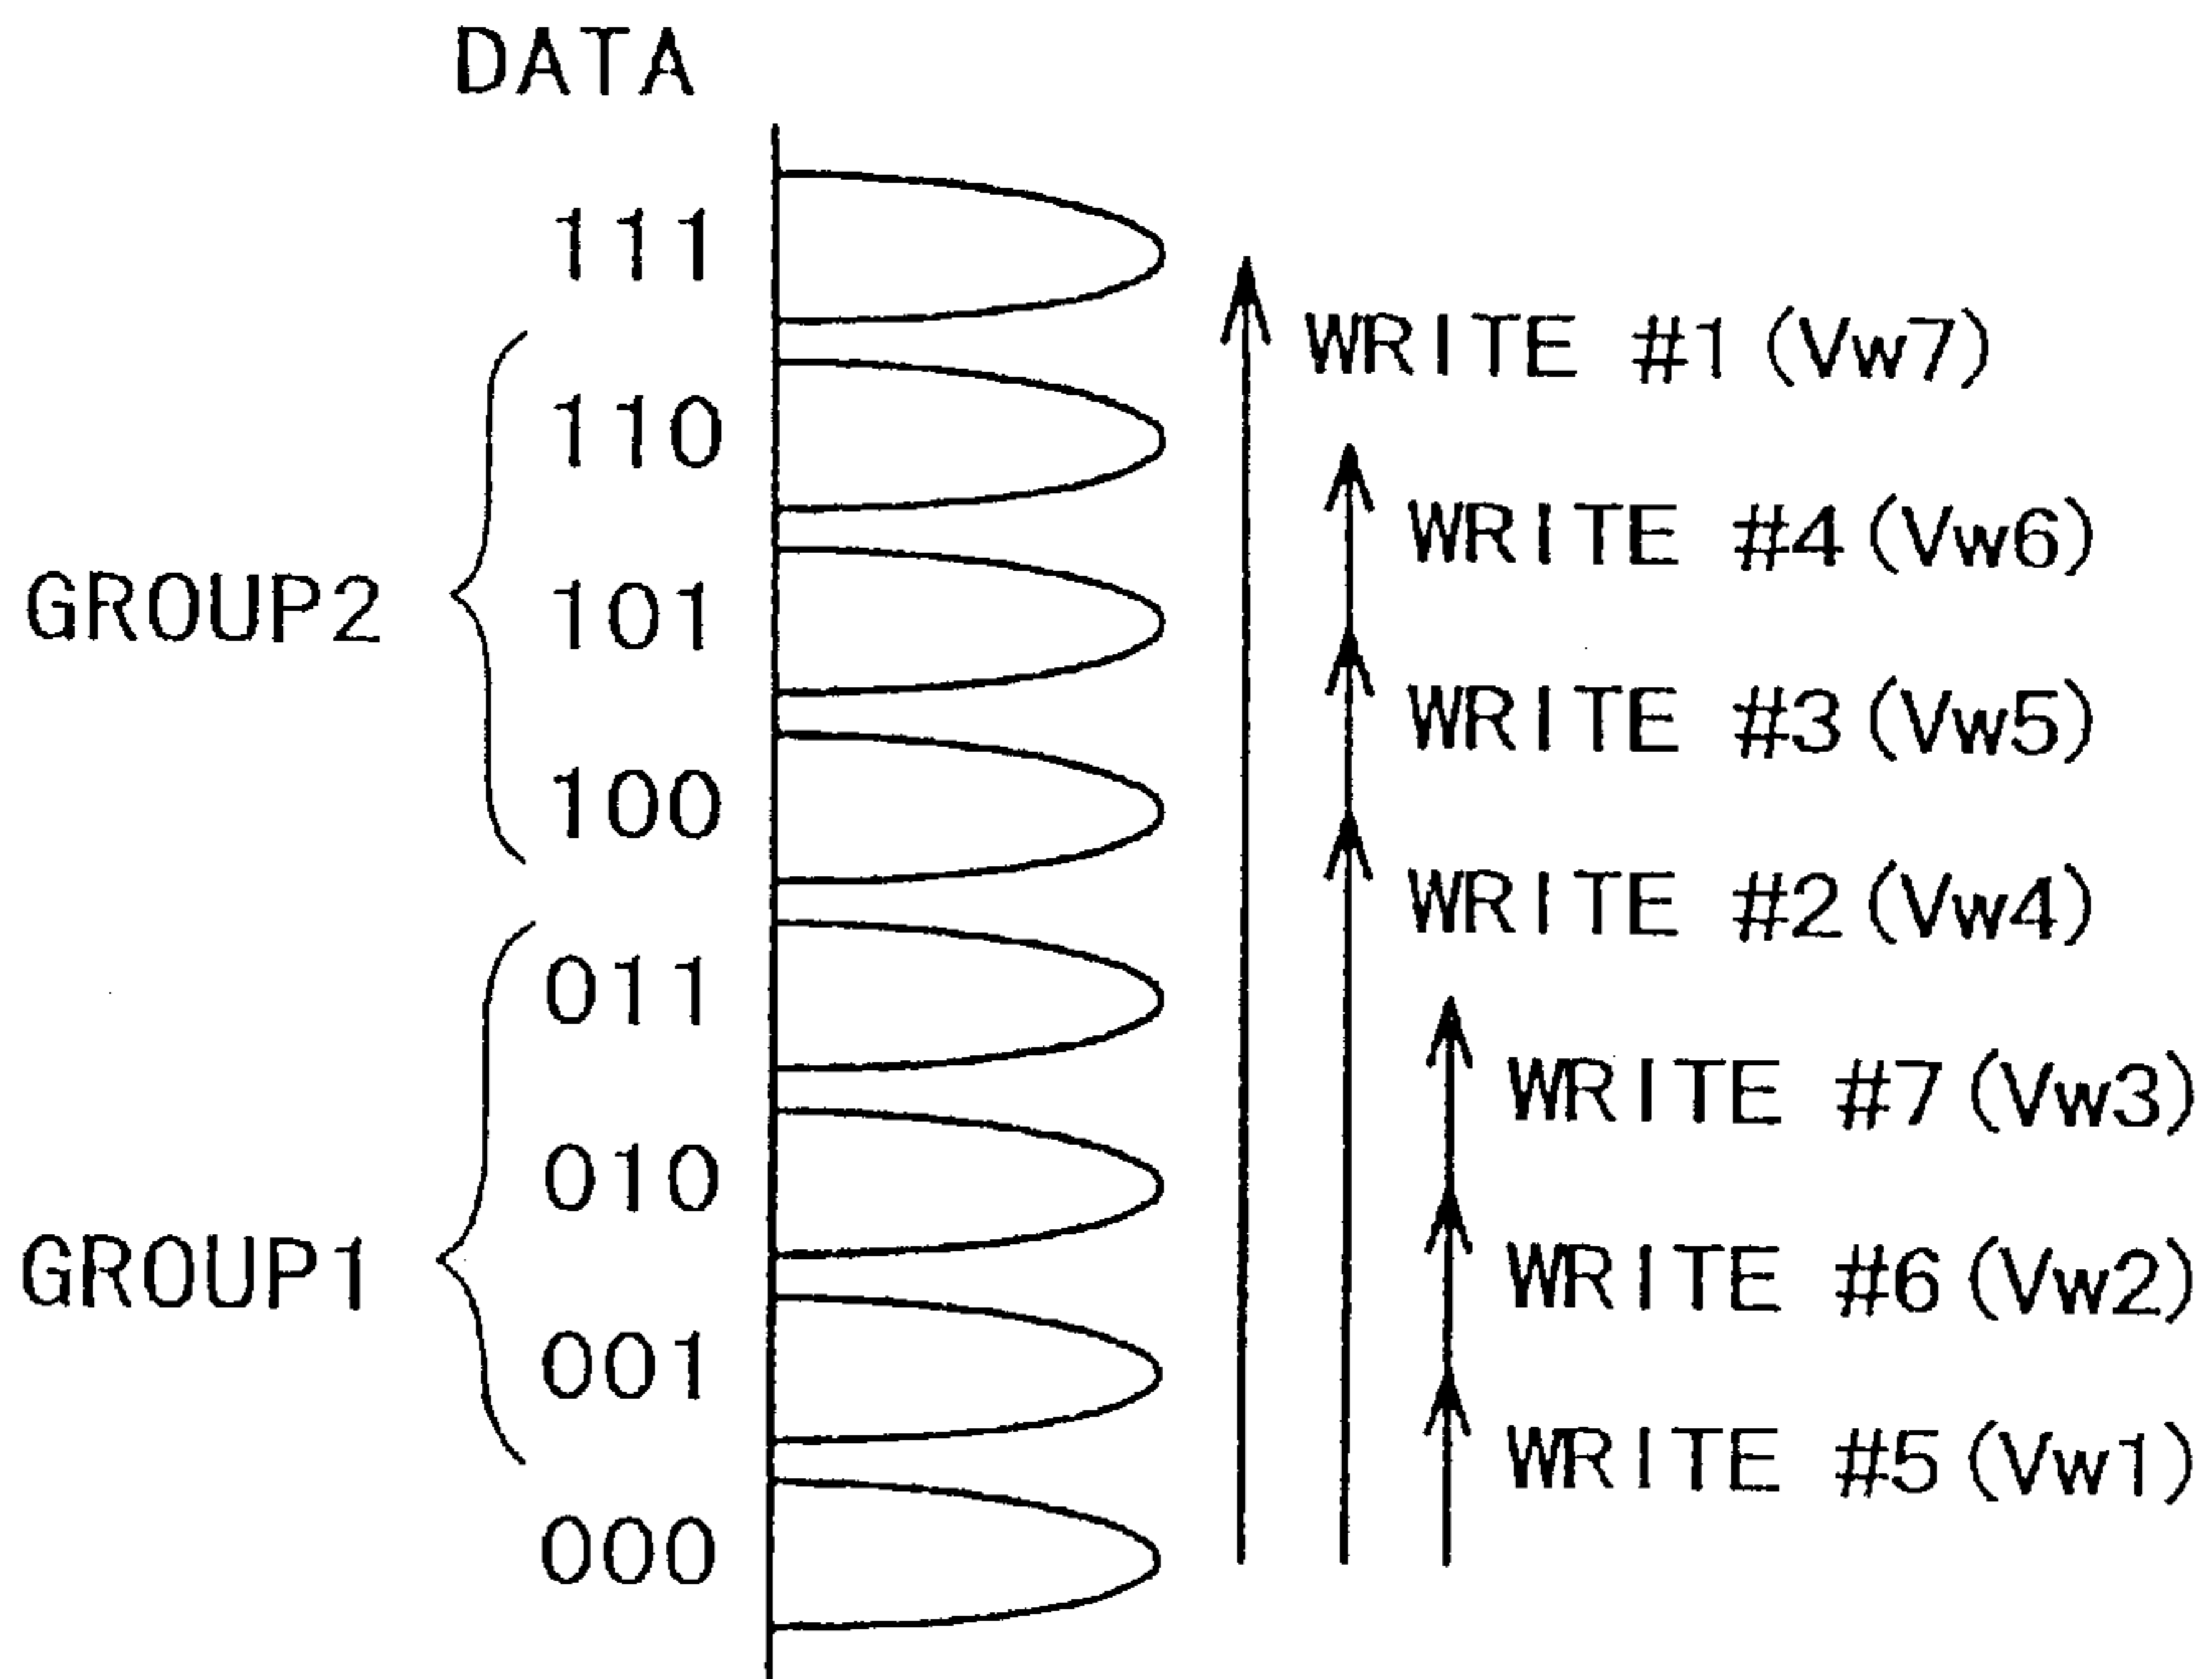 DATA
111
WRITE #1 (Vw7)
110
WRITE #4 (Vw6)
GROUP2
101
WRITE #3 (Vw5)
100
WRITE #2 (Vw4)
011
WRITE #7 (Vw3)
010
WRITE #6 (Vw2)
GROUP1
001
WRITE #5 (Vw1)
000